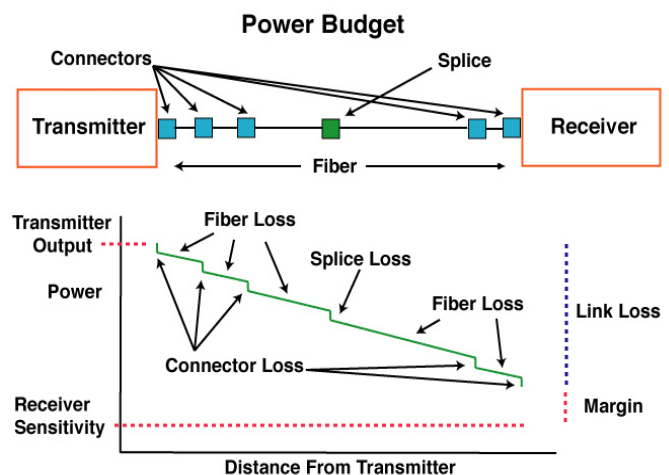 Power Budget
Connectors
Splice
Transmitter
Receiver
Fiber
Transmitter
Output
Fiber Loss
Splice Loss
Power
Fiber Loss
Link Loss
Connector Loss
Receiver
Sensitivity
Margin
Distance From Transmitter